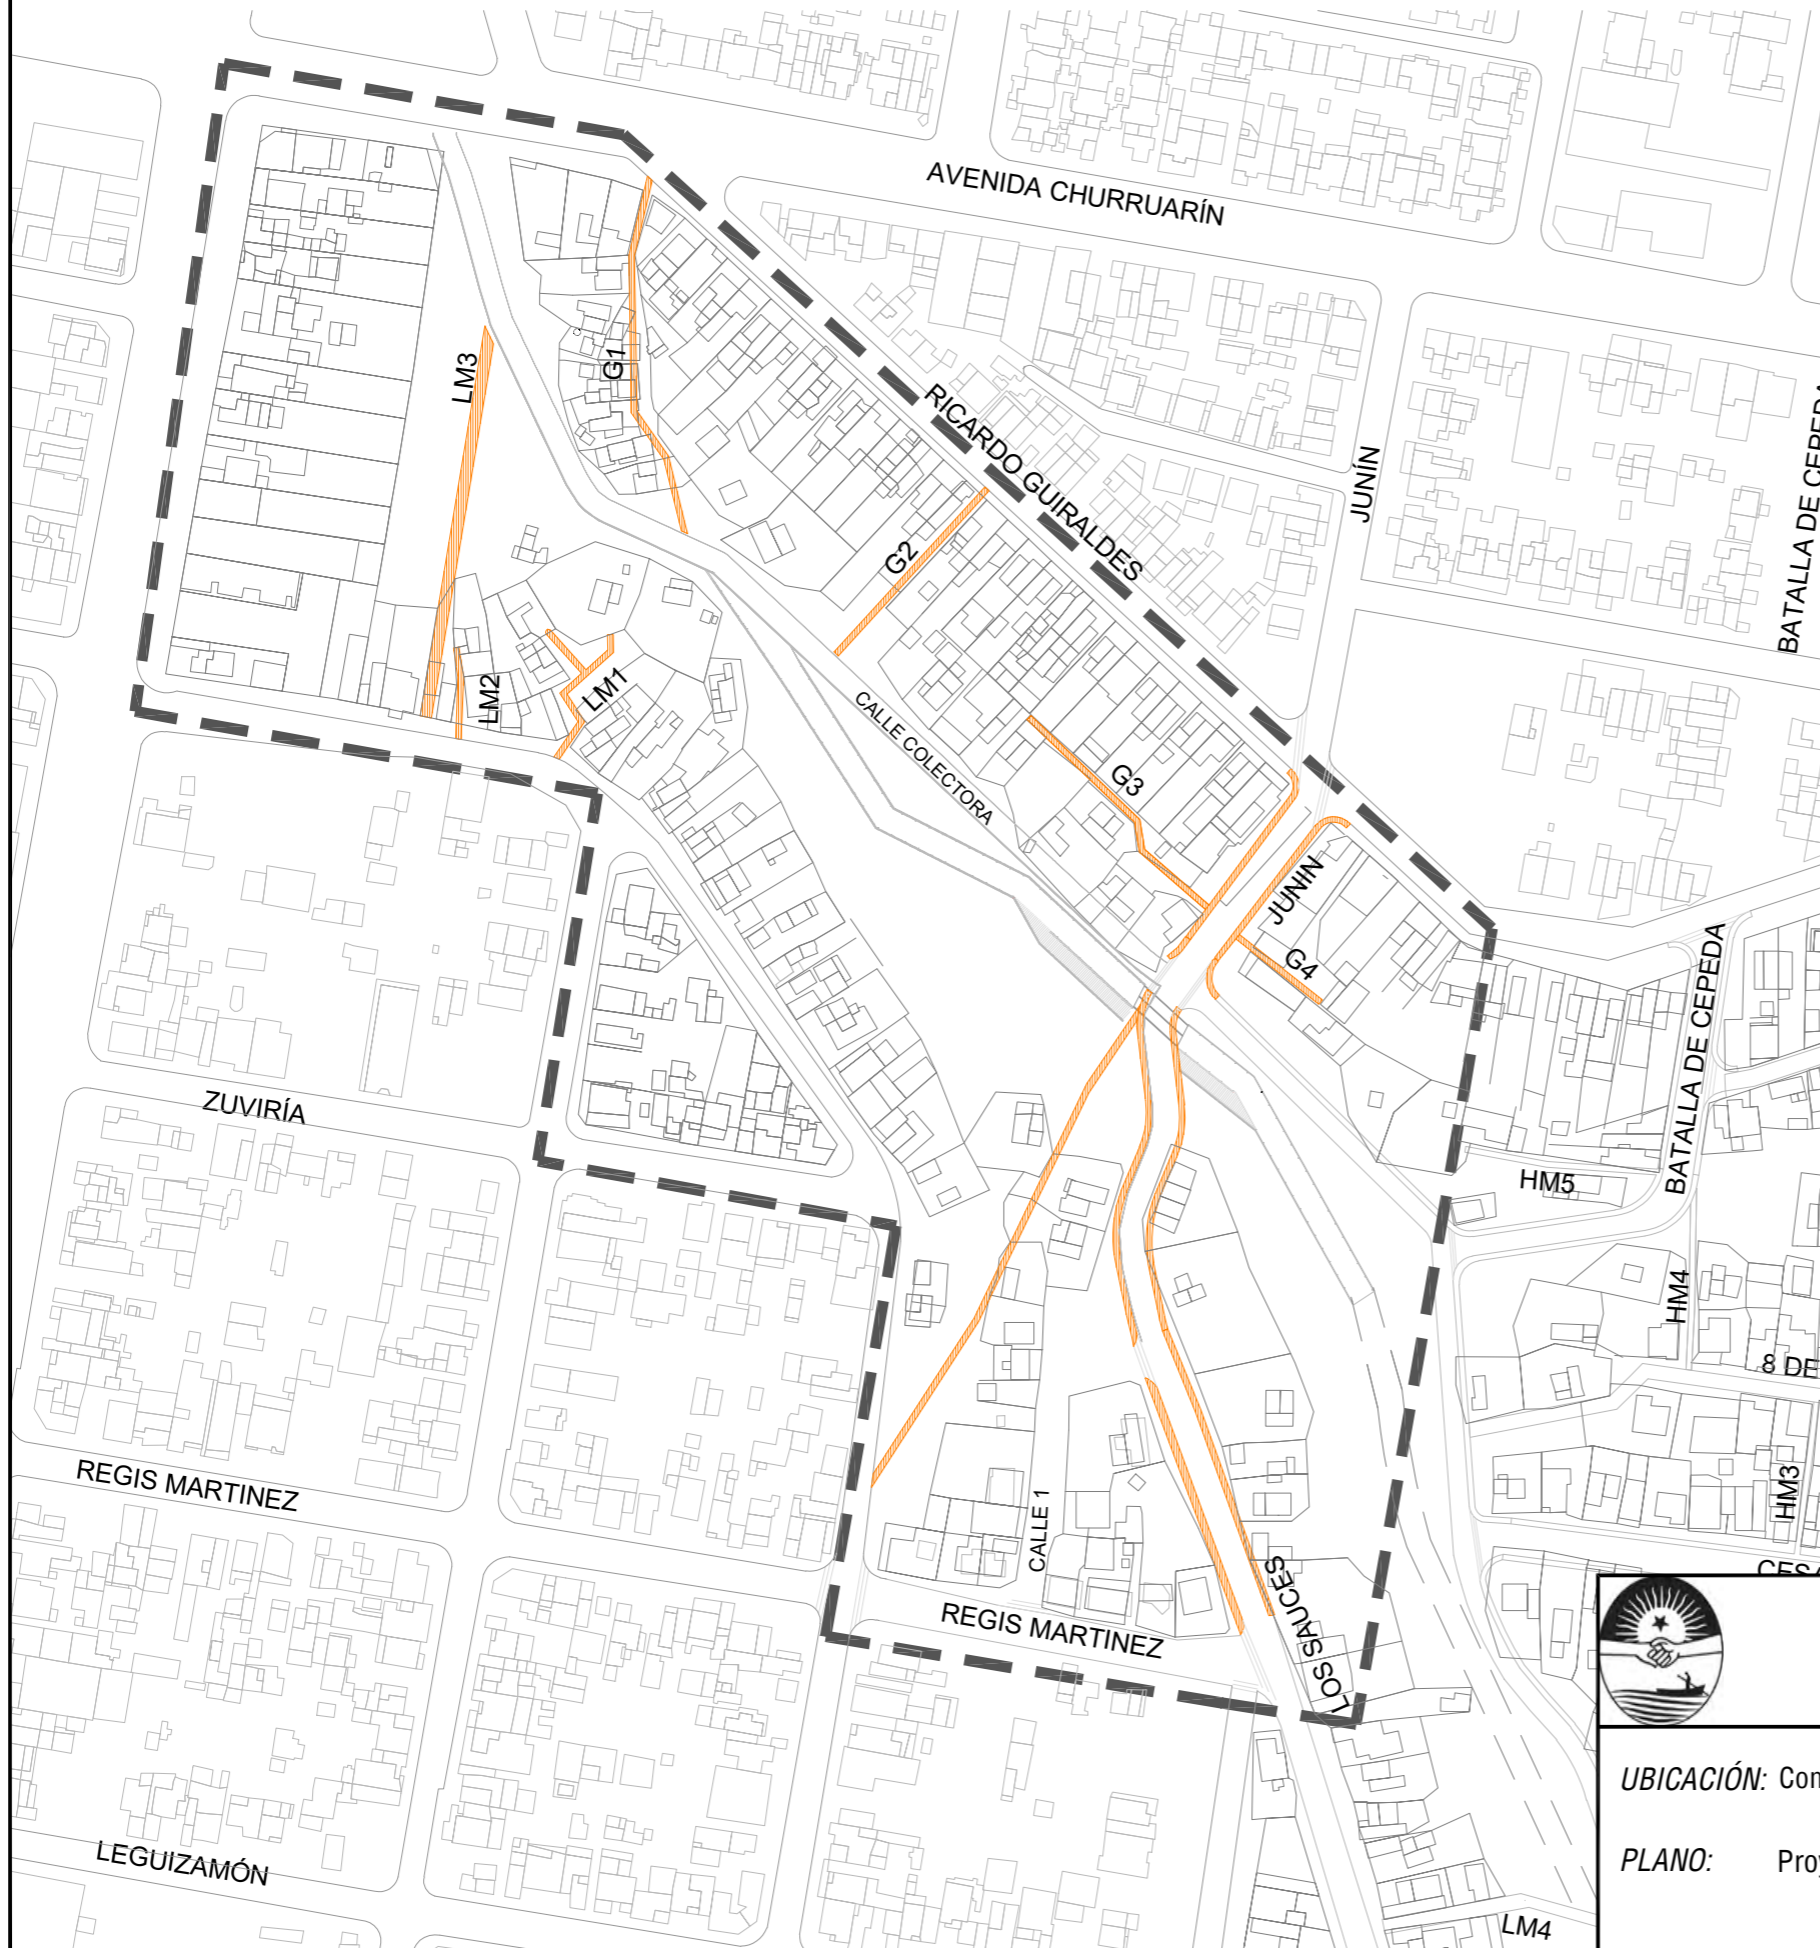 AVENIDA CHURRUARÍN
RICARDO GUIRALDES
JUNÍN
BATALLA DE CEPEDA
LM3
G1
G2
LM2
LM1
CALLE COLECTORA
G3
JUNIN
G4
BATALLA DE CEPEDA
ZUVIRÍA
HM5
HM4
8 DE
REGIS MARTINEZ
HM3
CALLE 1
LOS SAUCES
REGIS MARTINEZ
UBICACIÓN: Con
PLANO: Proy
LEGUIZAMÓN
LM4